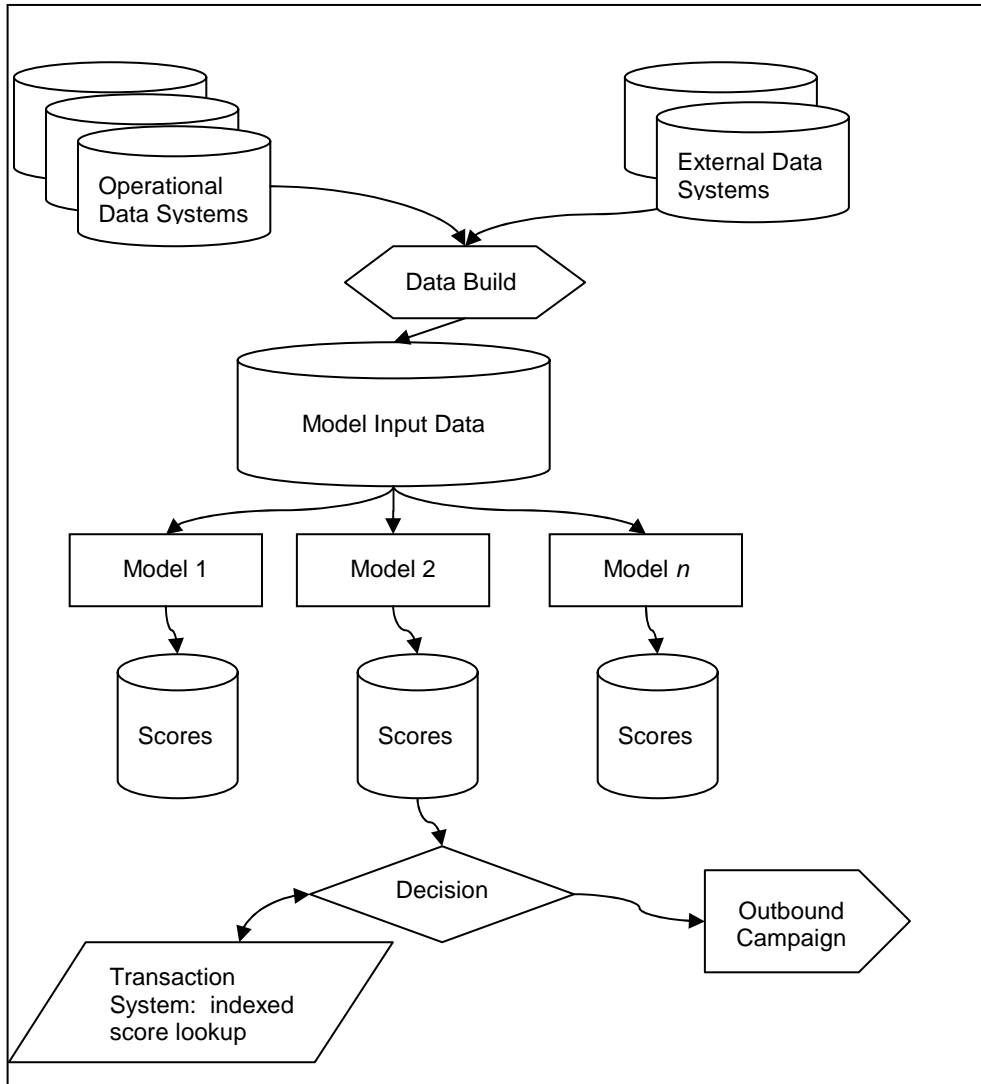 Operational
Data Systems
External Data
Systems
Data Build
Model Input Data
Model 1
Model 2
Model n
Scores
Scores
Scores
Decision
Outbound
Campaign
Transaction
System:  indexed
score lookup